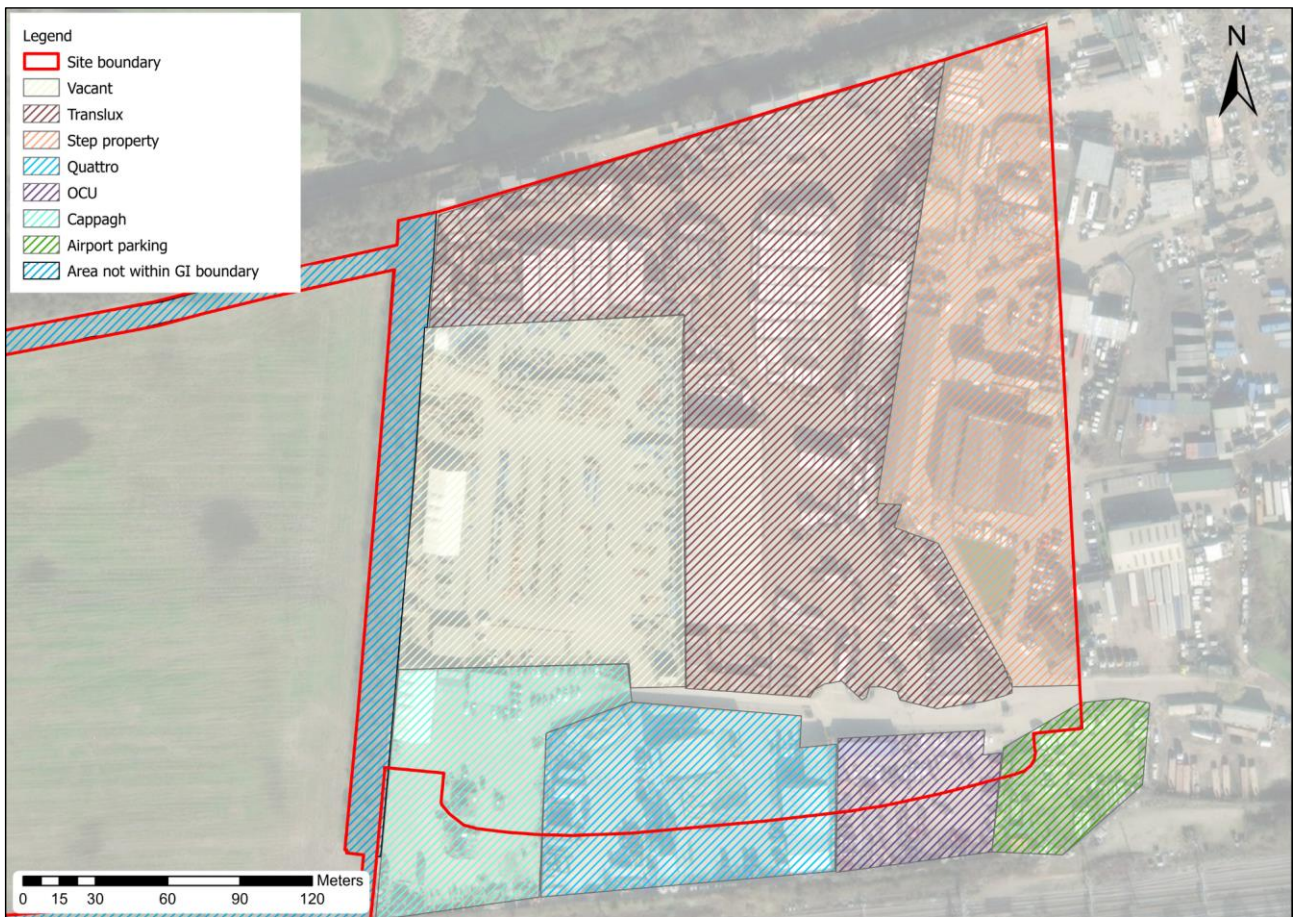 Legend
Site boundary
Vacant
Translux
Step property
Quattro
OCU
Cappagh
Airport parking
Area not within GI boundary
N
Meters
0 15 30 60 90 120